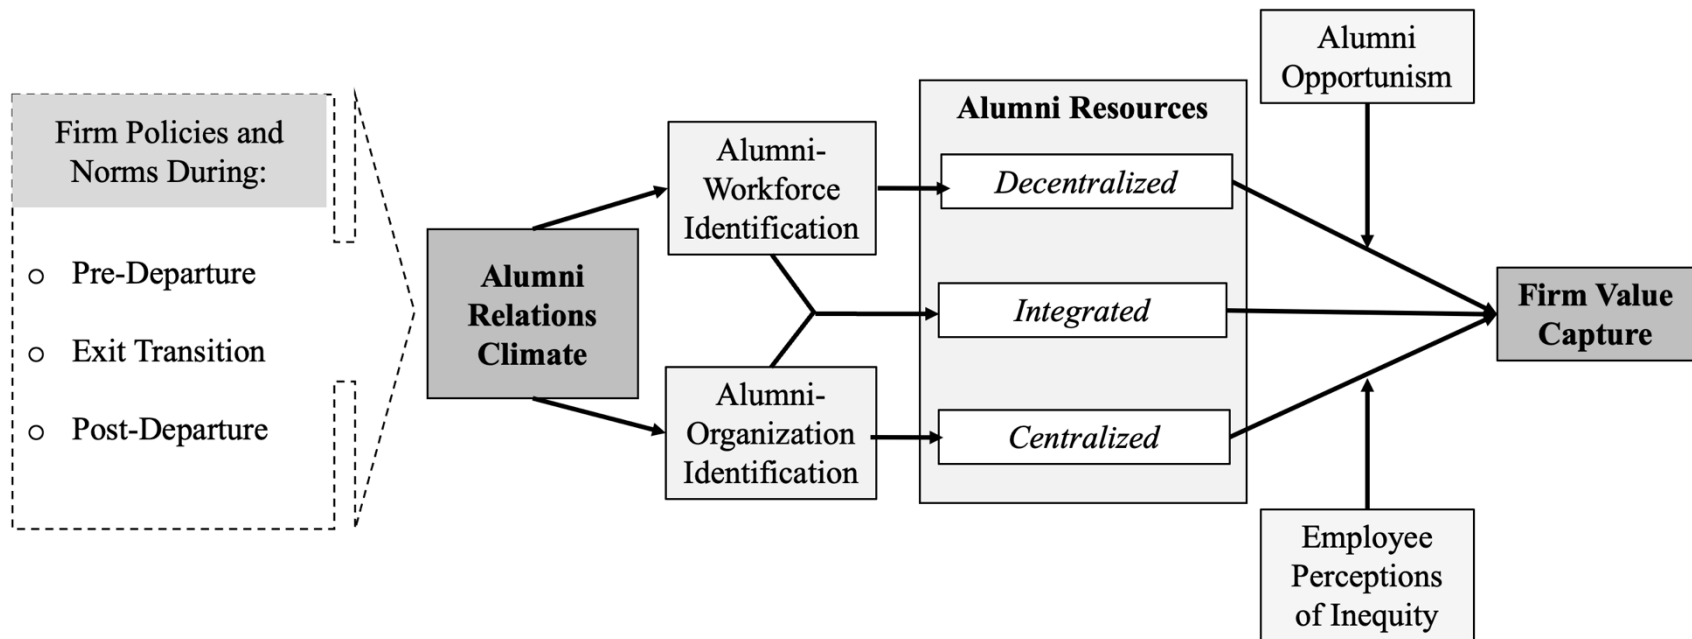 Firm Policies and
Norms During:
Pre-Departure
Exit Transition
Post-Departure
Alumni
Relations
Climate
Alumni-
Workforce
Identification
Alumni-
Organization
Identification
Alumni Resources
Decentralized
Integrated
Centralized
Alumni
Opportunism
Employee
Perceptions
of Inequity
Firm Value
Capture